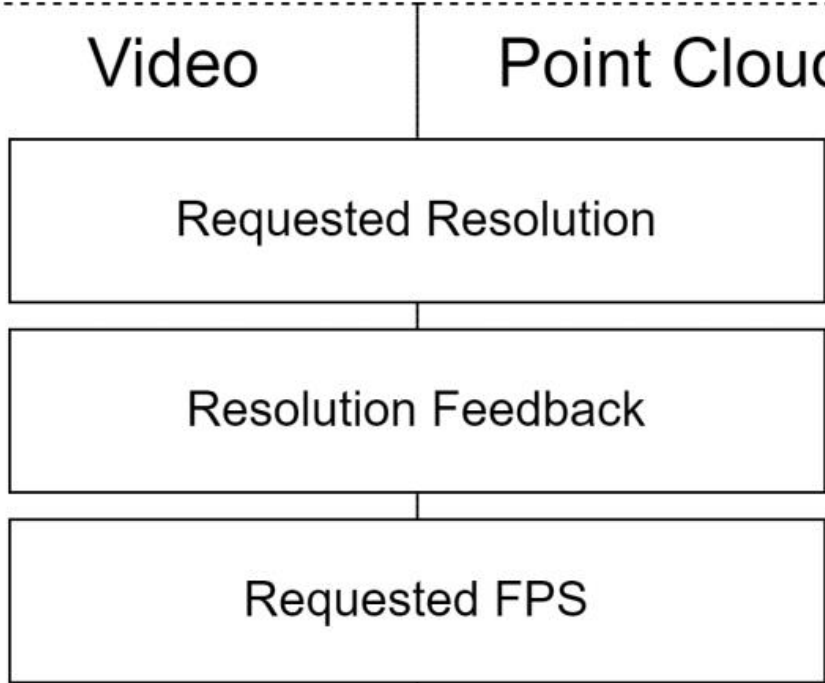 Video
Point Clou
Requested Resolution
Resolution Feedback
Requested FPS